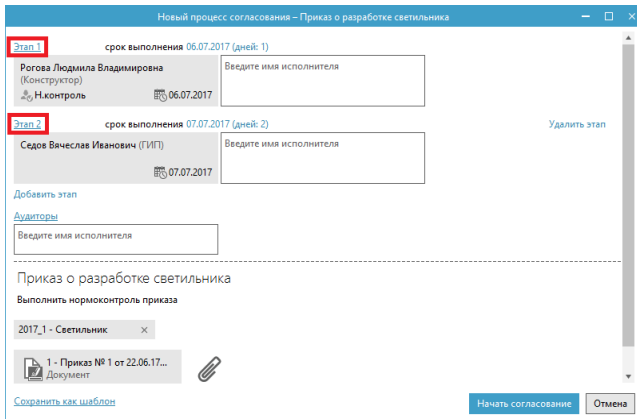 Новый процесс согласования – Приказ о разработке светильника
Этап 1 срок выполнения 06.07.2017 (дней: 1)
Рогова Людмила Владимировна
(Конструктор)
Н.контроль 06.07.2017
Введите имя исполнителя
Этап 2 срок выполнения 07.07.2017 (дней: 2) Удалить этап
Седов Вячеслав Иванович (ГИП)
07.07.2017
Введите имя исполнителя
Добавить этап
Аудиторы
Введите имя исполнителя
Приказ о разработке светильника
Выполнить нормоконтроль приказа
2017_1 - Светильник
1 - Приказ № 1 от 22.06.17...
Документ
Сохранить как шаблон Начать согласование Отмена